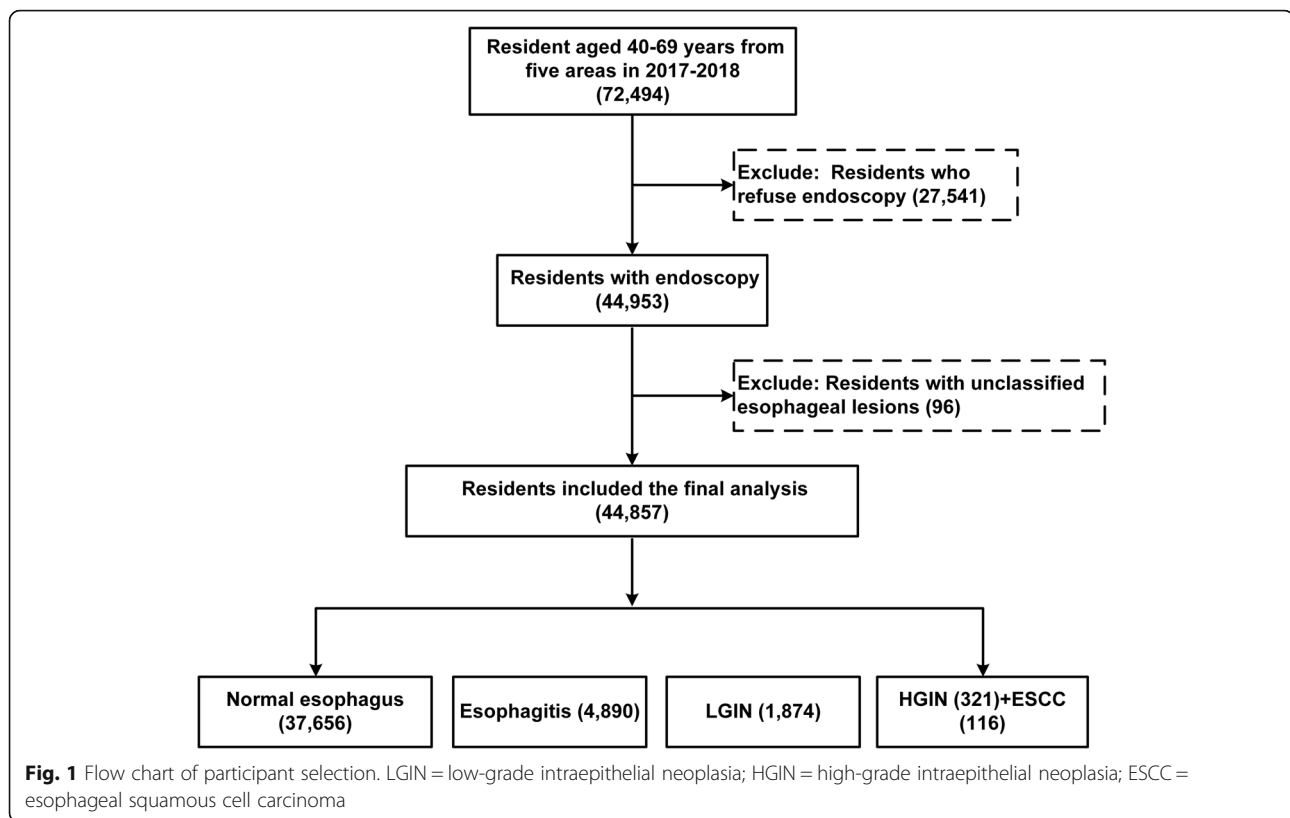 Resident aged 40-69 years from
five areas in 2017-2018
(72,494)
Exclude: Residents who
refuse endoscopy (27,541)
Residents with endoscopy
(44,953)
Exclude: Residents with unclassified
esophageal lesions (96)
Residents included the final analysis
(44,857)
Normal esophagus
(37,656)
Esophagitis (4,890)
LGIN (1,874)
HGIN (321)+ESCC
(116)
Fig. 1 Flow chart of participant selection. LGIN = low-grade intraepithelial neoplasia; HGIN = high-grade intraepithelial neoplasia; ESCC =
esophageal squamous cell carcinoma